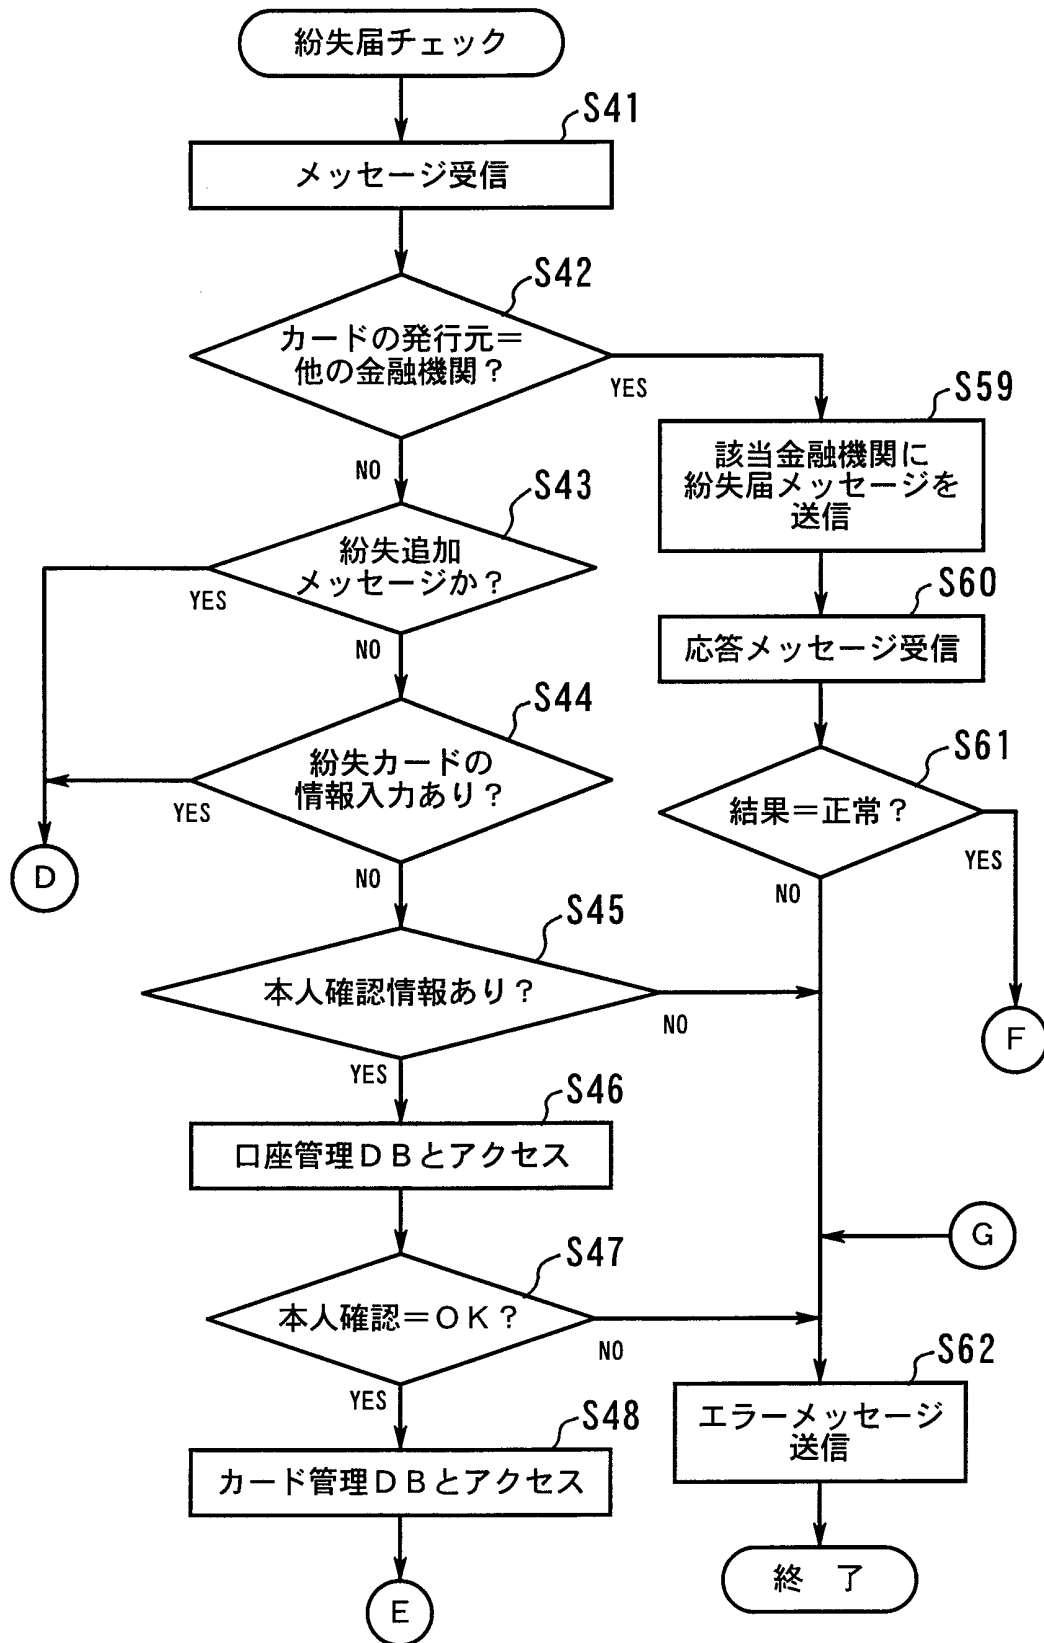 紛失届チェック
S41
メッセージ受信
S42
カードの発行元＝
他の金融機関？
YES
NO
S59
該当金融機関に
紛失届メッセージを
送信
S43
紛失追加
メッセージか？
YES
NO
S60
応答メッセージ受信
S44
紛失カードの
情報入力あり？
YES
NO
S61
結果＝正常？
YES
NO
D
S45
本人確認情報あり？
NO
YES
F
S46
口座管理ＤＢとアクセス
G
S47
本人確認＝ＯＫ？
NO
YES
S62
エラーメッセージ
送信
S48
カード管理ＤＢとアクセス
終　了
E